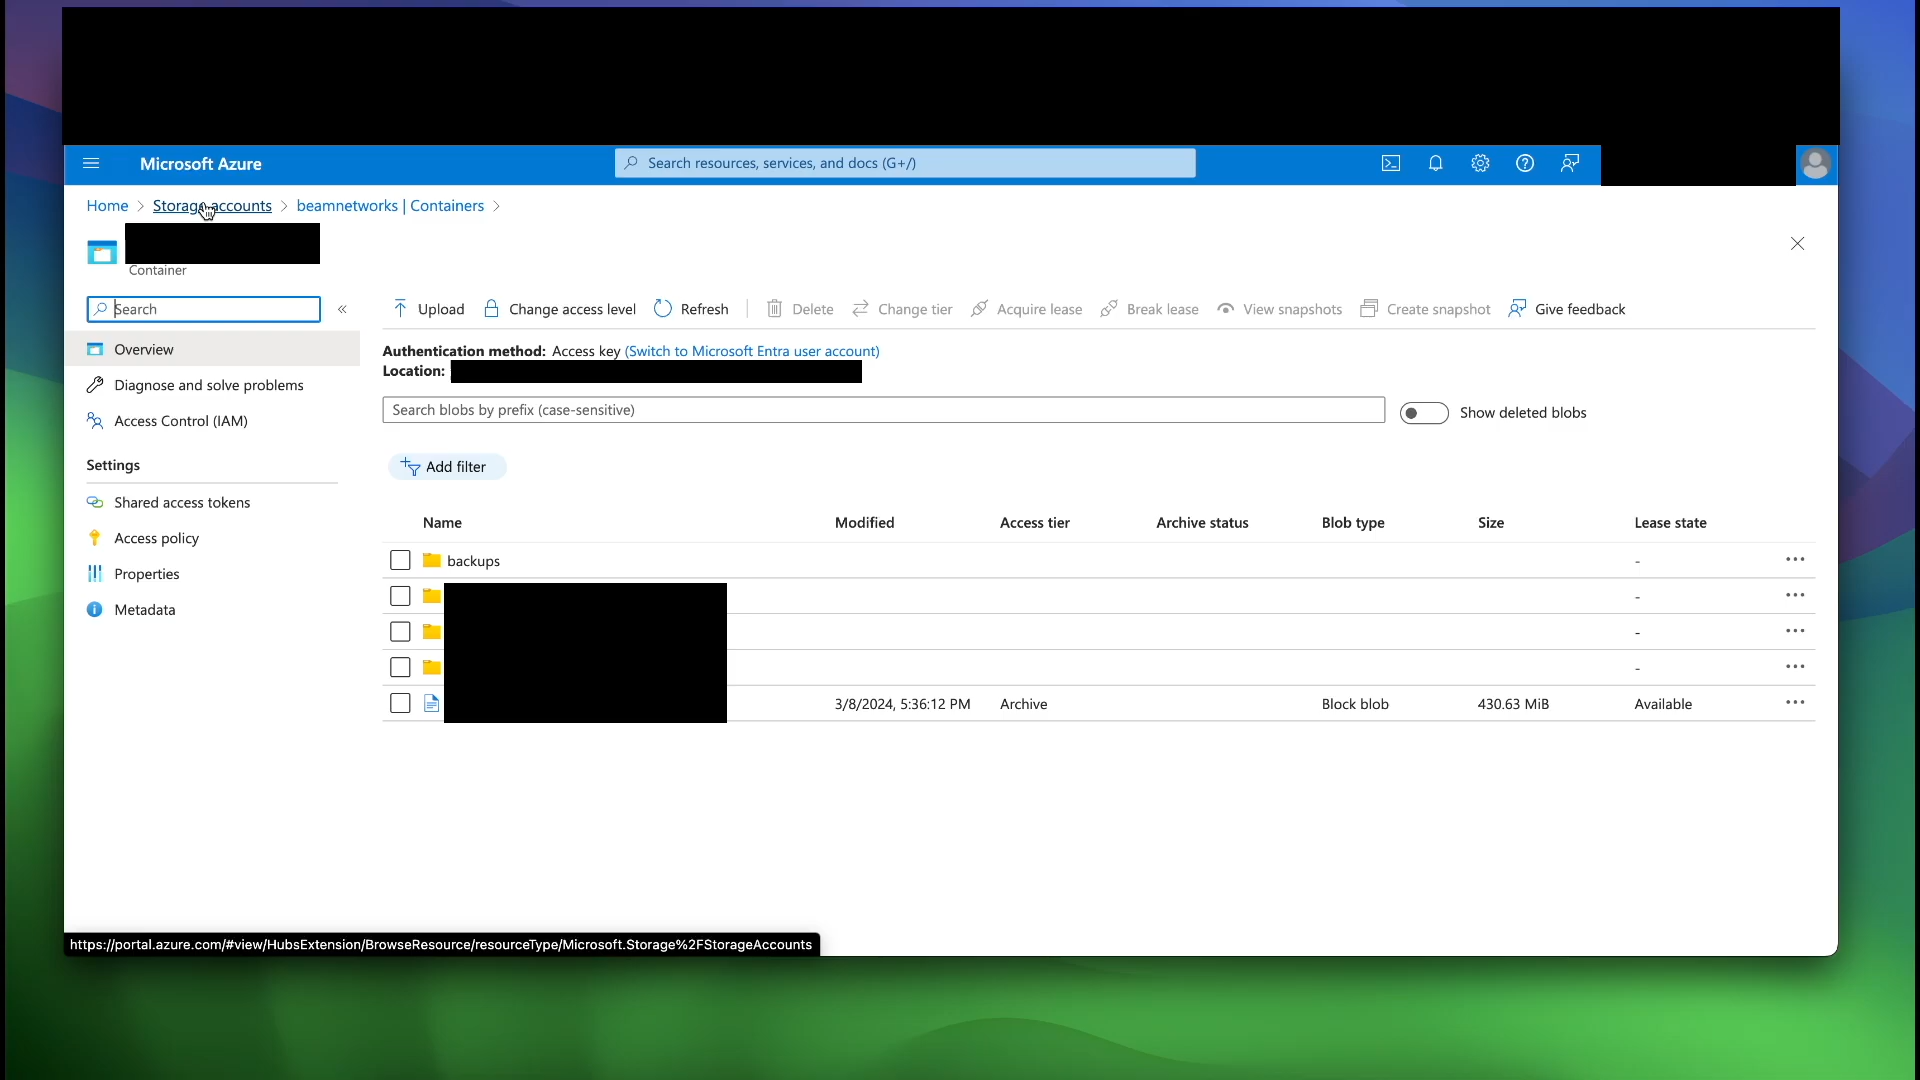 Microsoft Azure
Search resources, services, and docs (G+/)
Home > Storage accounts > beamnetworks | Containers >
Container
Search
«
Upload
Change access level
Refresh
Delete
Change tier
Acquire lease
Break lease
View snapshots
Create snapshot
Give feedback
Overview
Diagnose and solve problems
Access Control (IAM)
Settings
Shared access tokens
Access policy
Properties
Metadata
Authentication method: Access key (Switch to Microsoft Entra user account)
Location:
Search blobs by prefix (case-sensitive)
Show deleted blobs
Add filter
Name Modified Access tier Archive status Blob type Size Lease state
backups - ...
- ...
- ...
- ...
3/8/2024, 5:36:12 PM Archive Block blob 430.63 MiB Available ...
https://portal.azure.com/#view/HubsExtension/BrowseResource/resourceType/Microsoft.Storage%2FStorageAccounts